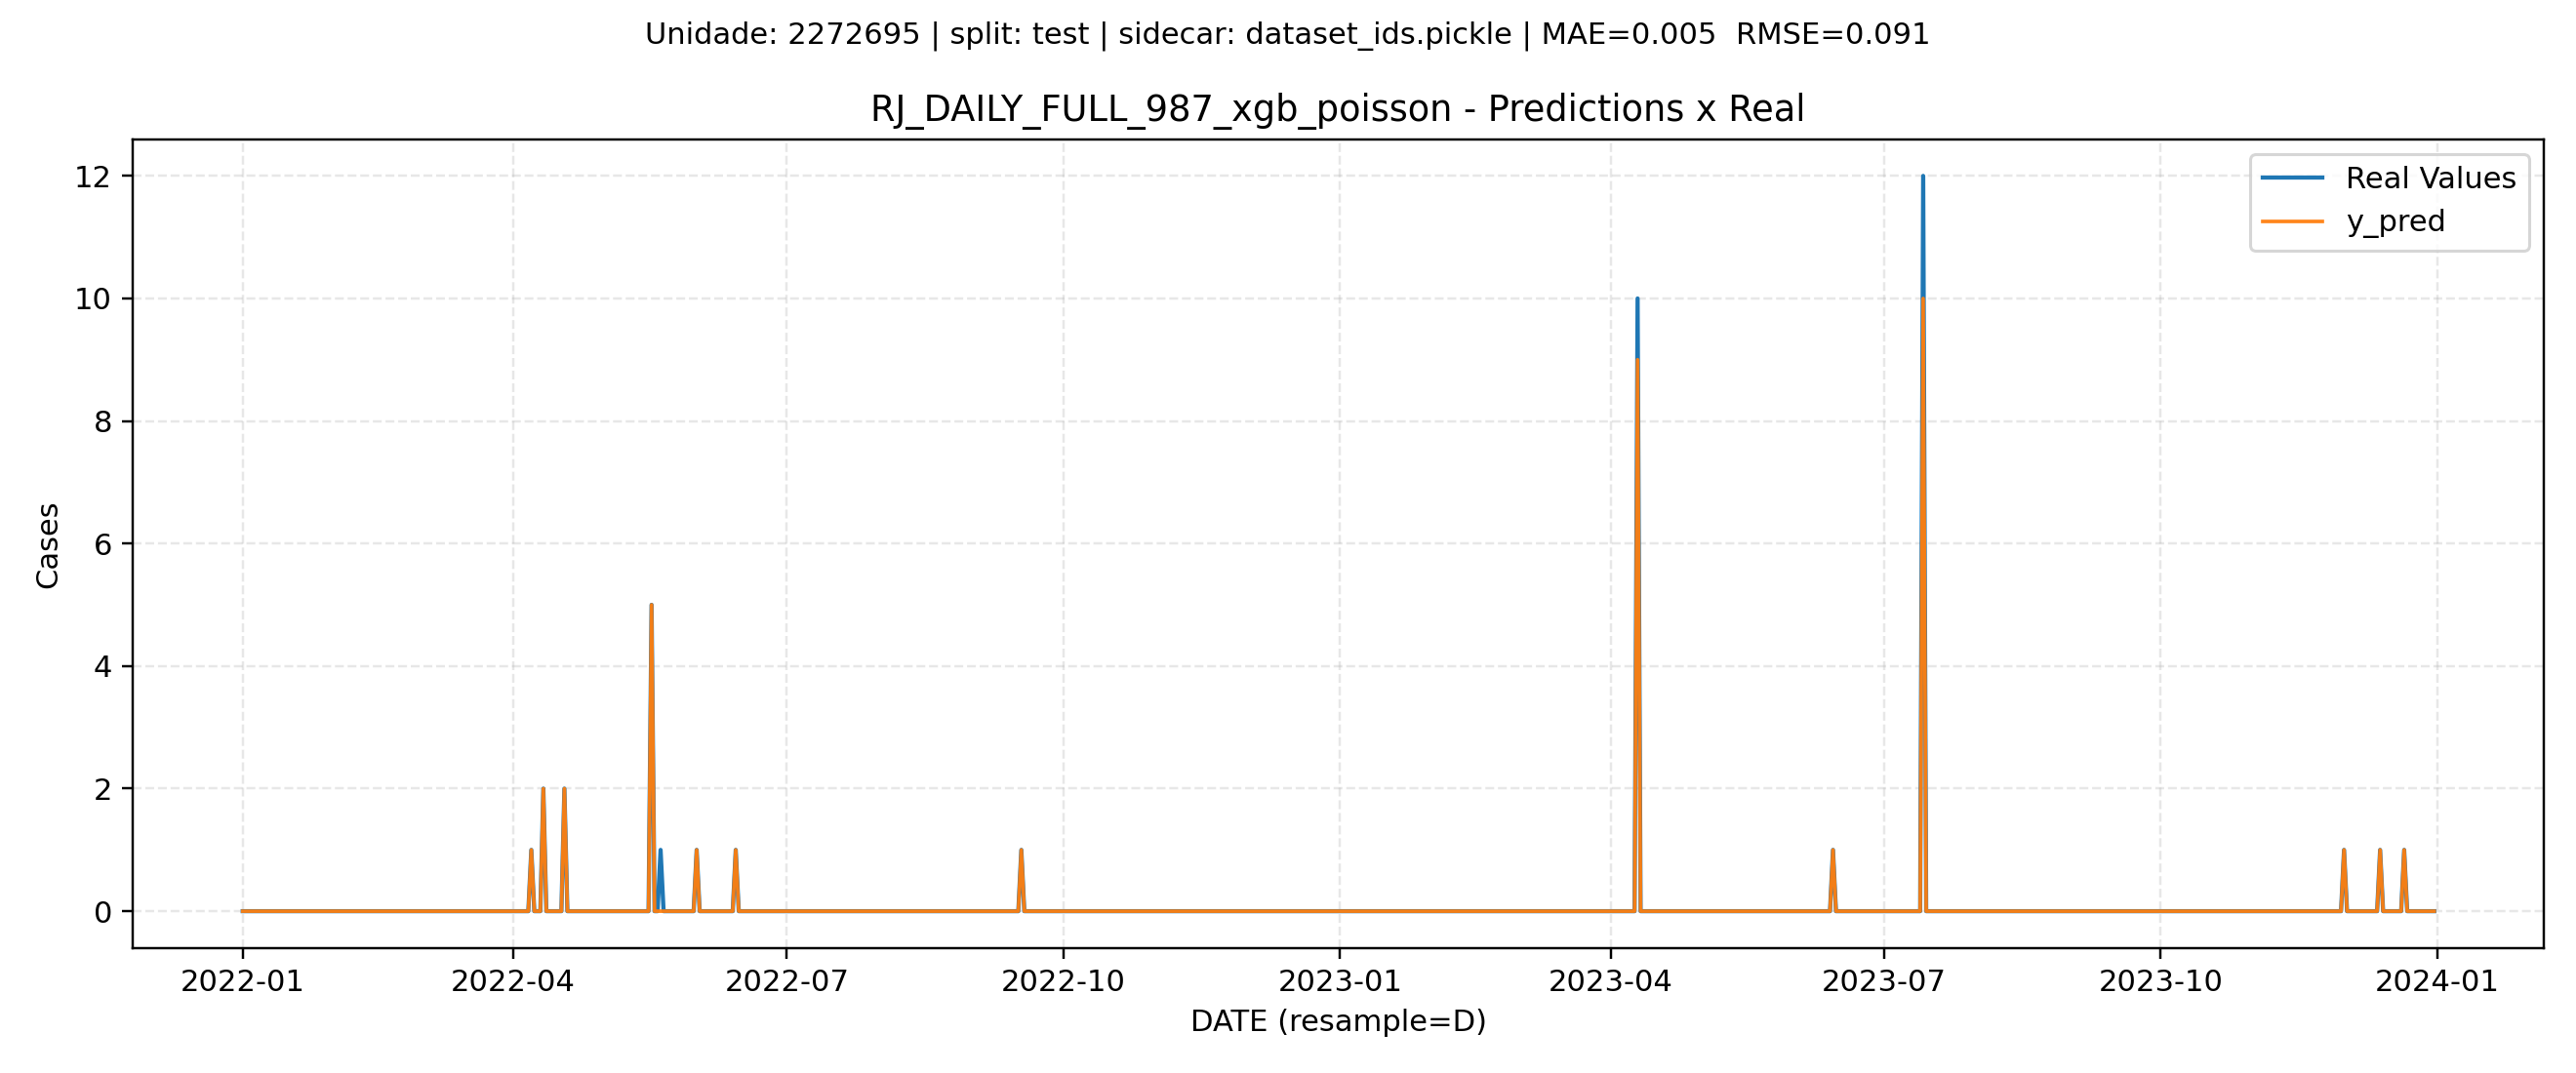 Unidade: 2272695 | split: test | sidecar: dataset_ids.pickle | MAE=0.005  RMSE=0.091
RJ_DAILY_FULL_987_xgb_poisson - Predictions x Real
Real Values
y_pred
Cases
12
10
8
6
4
2
0
2022-01 2022-04 2022-07 2022-10 2023-01 2023-04 2023-07 2023-10 2024-01
DATE (resample=D)